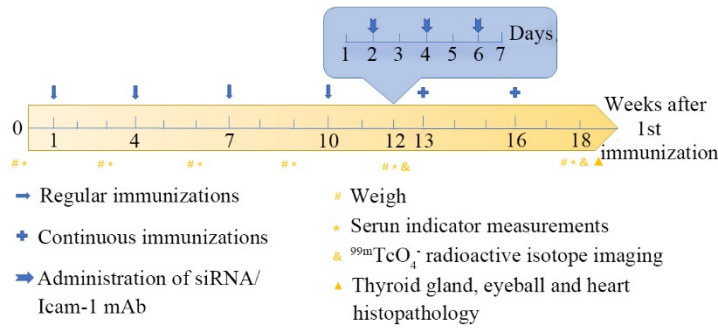 Days
1 2 3 4 5 6 7
0 1 4 7 10 12 13 16 18
Weeks after
1st
immunization
#* #* #* #* #*& #*&
Regular immunizations
Continuous immunizations
Administration of siRNA/
Icam-1 mAb
# Weigh
* Serun indicator measurements
& ⁹⁹ᵐTcO₄⁻ radioactive isotope imaging
Thyroid gland, eyeball and heart
histopathology